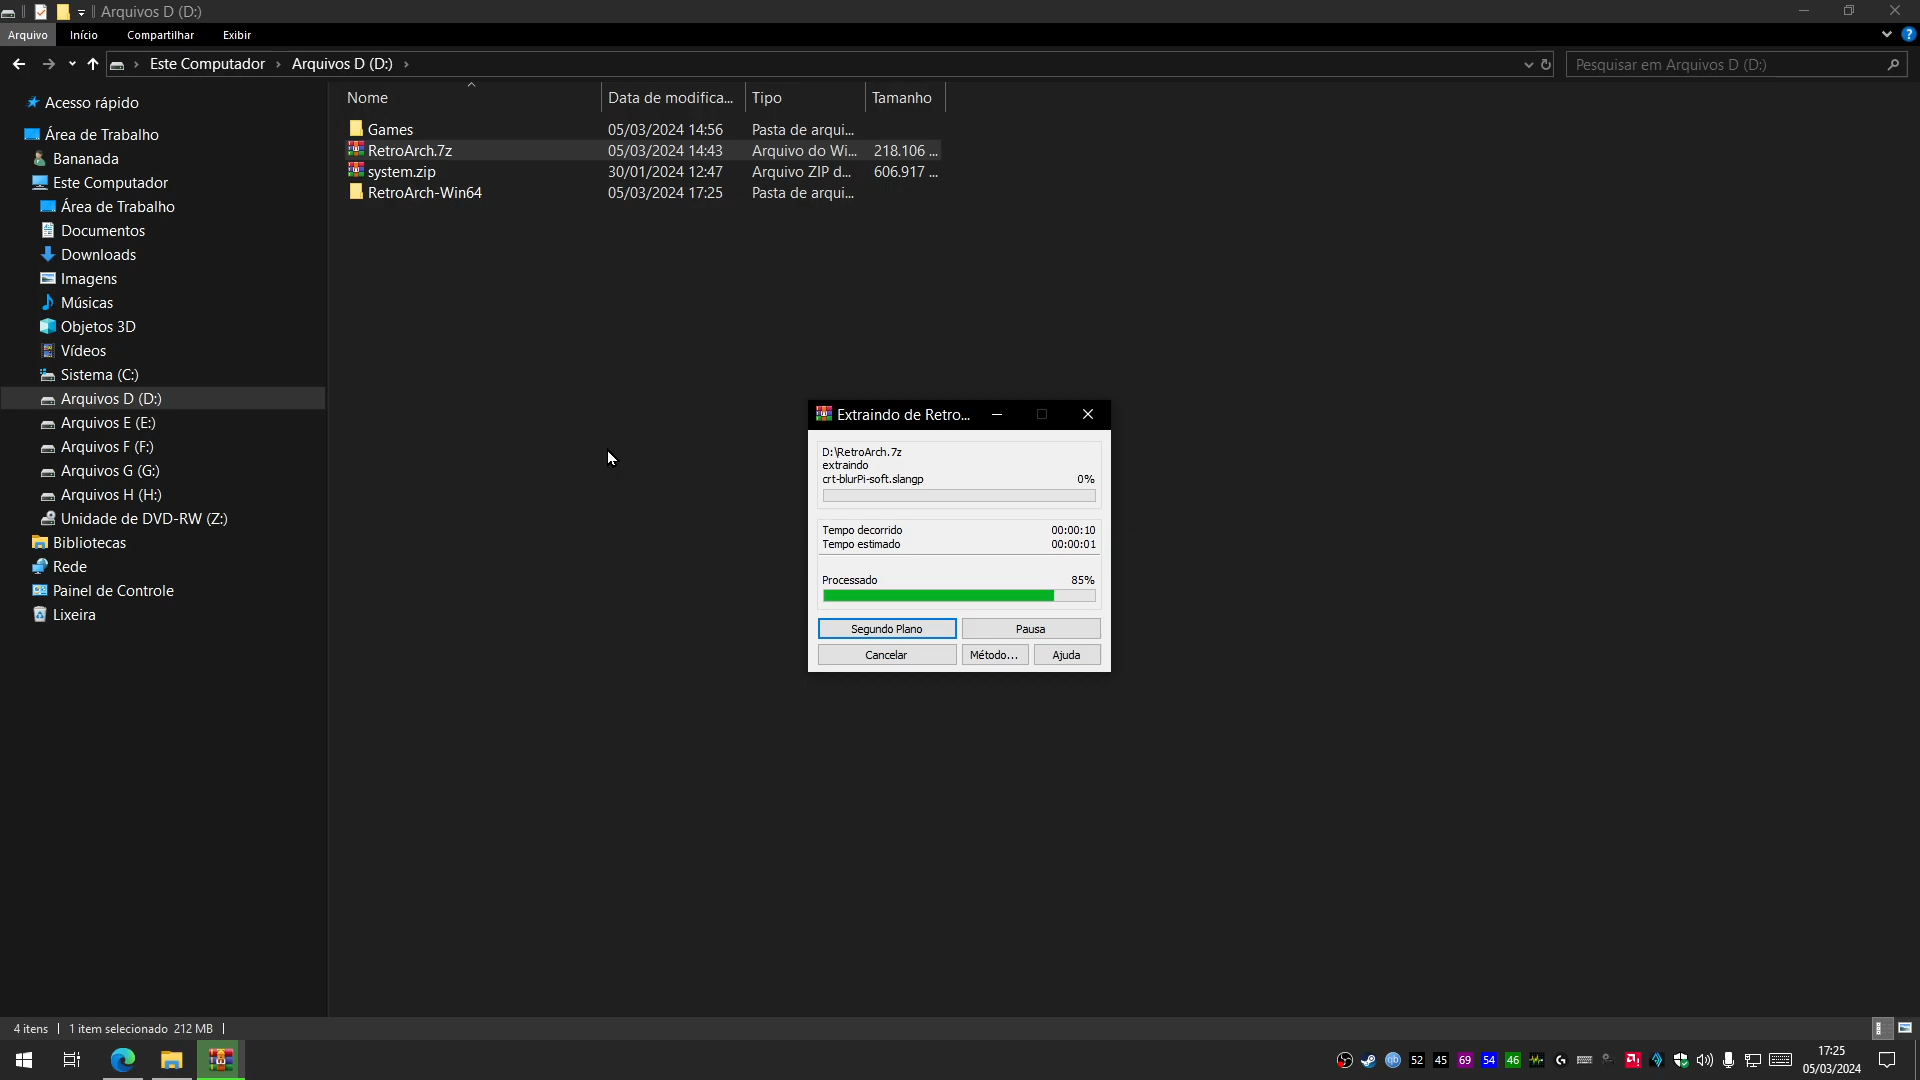 Arquivos D (D:)
Arquivo Início Compartilhar Exibir
Este Computador Arquivos D (D:) Pesquisar em Arquivos D (D:)
Nome Data de modifica... Tipo Tamanho
Games 05/03/2024 14:56 Pasta de arqui...
RetroArch.7z 05/03/2024 14:43 Arquivo do Wi... 218.106 ...
system.zip 30/01/2024 12:47 Arquivo ZIP d... 606.917 ...
RetroArch-Win64 05/03/2024 17:25 Pasta de arqui...
Acesso rápido
Área de Trabalho
Bananada
Este Computador
Área de Trabalho
Documentos
Downloads
Imagens
Músicas
Objetos 3D
Vídeos
Sistema (C:)
Arquivos D (D:)
Arquivos E (E:)
Arquivos F (F:)
Arquivos G (G:)
Arquivos H (H:)
Unidade de DVD-RW (Z:)
Bibliotecas
Rede
Painel de Controle
Lixeira
Extraindo de Retro...
D:\RetroArch.7z
extraindo
crt-blurPi-soft.slangp 0%
Tempo decorrido 00:00:10
Tempo estimado 00:00:01
Processado 85%
Segundo Plano Pausa
Cancelar Método... Ajuda
4 itens 1 item selecionado 212 MB
52 45 69 54 46 17:25
05/03/2024